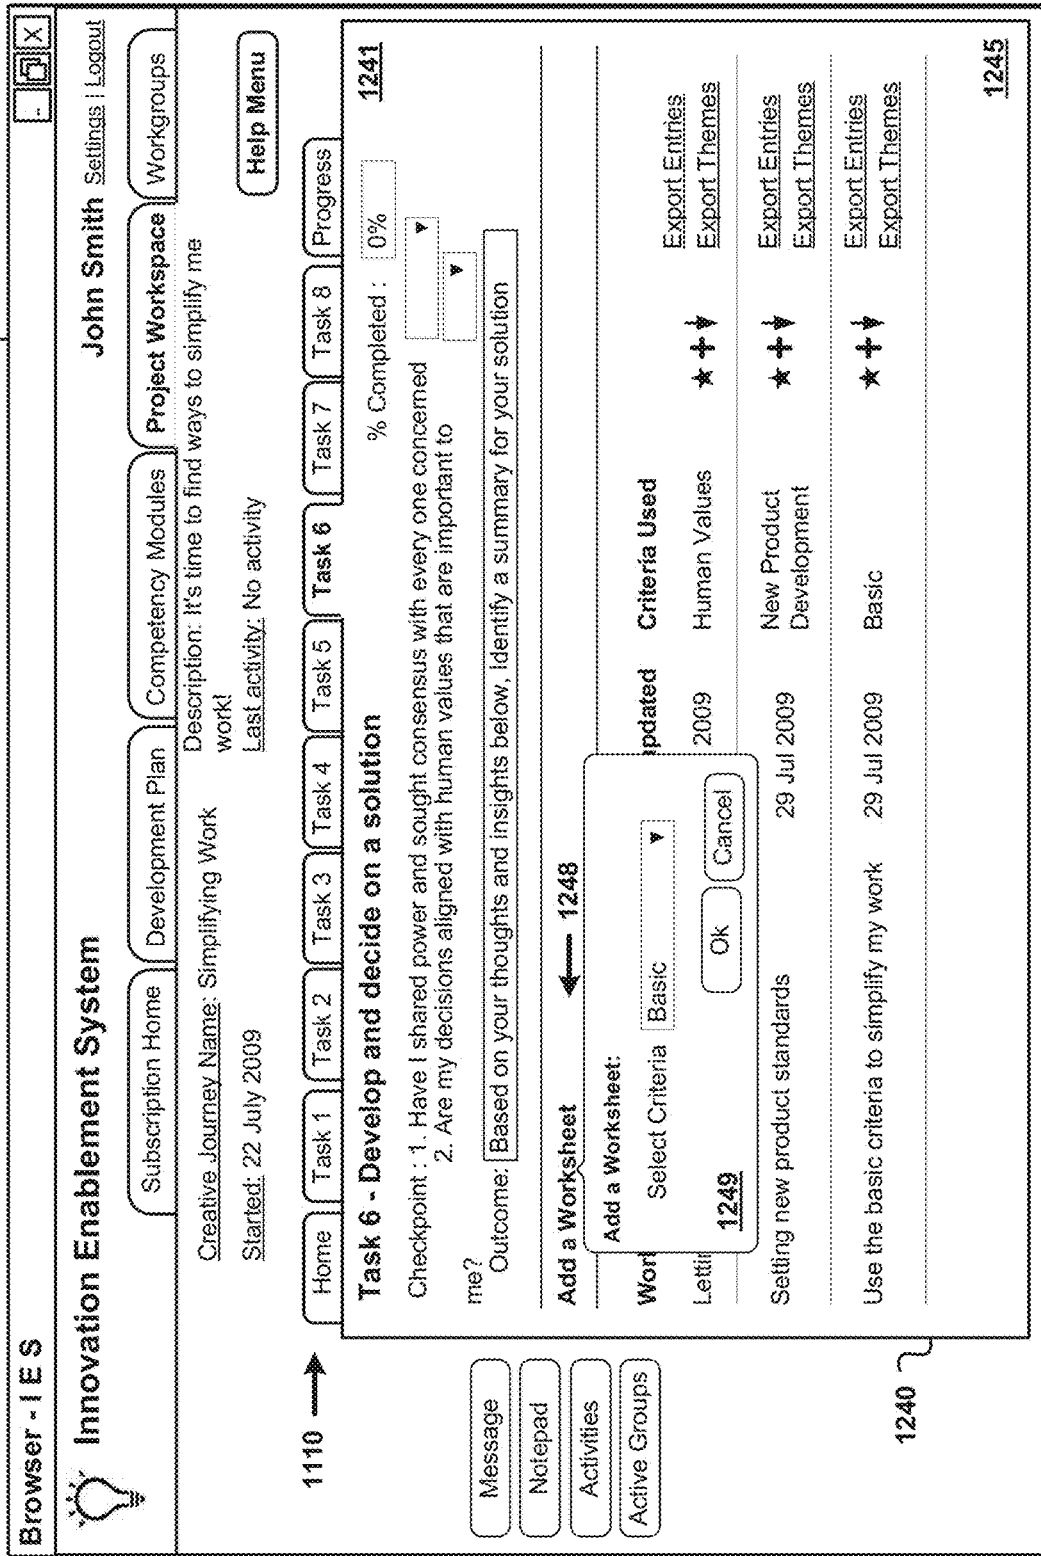 Browser - I E S
Innovation Enablement System
John Smith Settings | Logout
Subscription Home Development Plan Competency Modules Project Workspace Workgroups
Creative Journey Name: Simplifying Work
Description: It's time to find ways to simplify me
work!
Started: 22 July 2009
Last activity: No activity
Help Menu
1110
Home Task 1 Task 2 Task 3 Task 4 Task 5 Task 6 Task 7 Task 8 Progress
Task 6 - Develop and decide on a solution
% Completed : 0%
1241
Checkpoint : 1. Have I shared power and sought consensus with every one concerned
2. Are my decisions aligned with human values that are important to
me?
Outcome: Based on your thoughts and insights below, Identify a summary for your solution
Message
Notepad
Activities
Active Groups
Add a Worksheet
1248
Add a Worksheet:
Select Criteria Basic
Ok Cancel
1249
Wor pdated Criteria Used
Lettir 2009 Human Values Export Entries
Export Themes
Setting new product standards 29 Jul 2009 New Product Export Entries
Development Export Themes
Use the basic criteria to simplify my work 29 Jul 2009 Basic Export Entries
Export Themes
1240
1245